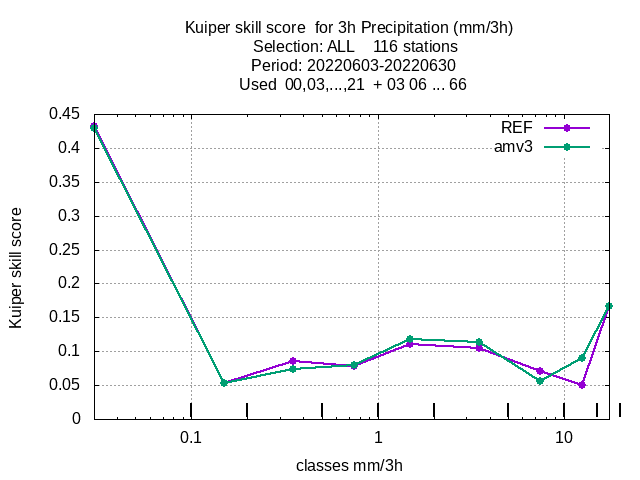 Kuiper skill score  for 3h Precipitation (mm/3h)
Selection: ALL    116 stations
Period: 20220603-20220630
Used  00,03,...,21  + 03 06 ... 66
REF
amv3
0.45
0.4
0.35
0.3
0.25
0.2
0.15
0.1
0.05
0
Kuiper skill score
0.1
1
10
classes mm/3h